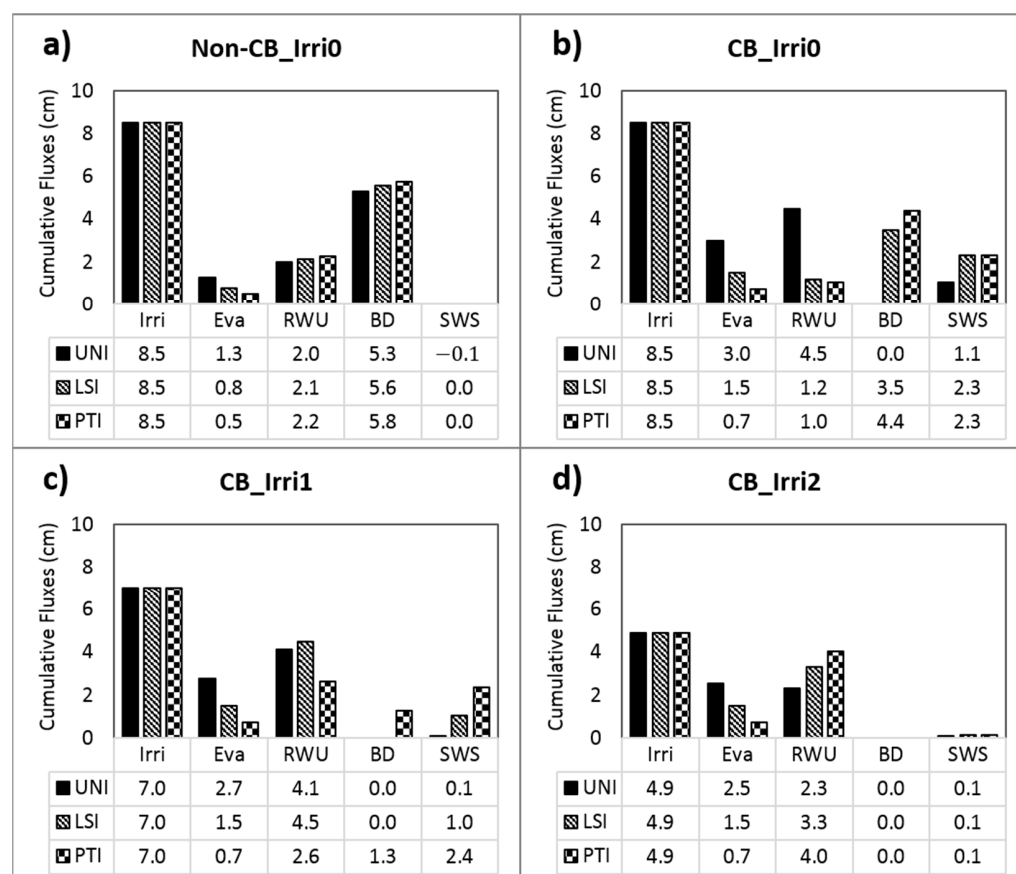 a) Non-CB_Irri0
Cumulative Fluxes (cm)
10
8
6
4
2
0
Irri Eva RWU BD SWS
UNI 8.5 1.3 2.0 5.3 −0.1
LSI 8.5 0.8 2.1 5.6 0.0
PTI 8.5 0.5 2.2 5.8 0.0
b) CB_Irri0
Cumulative Fluxes (cm)
10
8
6
4
2
0
Irri Eva RWU BD SWS
UNI 8.5 3.0 4.5 0.0 1.1
LSI 8.5 1.5 1.2 3.5 2.3
PTI 8.5 0.7 1.0 4.4 2.3
c) CB_Irri1
Cumulative Fluxes (cm)
10
8
6
4
2
0
Irri Eva RWU BD SWS
UNI 7.0 2.7 4.1 0.0 0.1
LSI 7.0 1.5 4.5 0.0 1.0
PTI 7.0 0.7 2.6 1.3 2.4
d) CB_Irri2
Cumulative Fluxes (cm)
10
8
6
4
2
0
Irri Eva RWU BD SWS
UNI 4.9 2.5 2.3 0.0 0.1
LSI 4.9 1.5 3.3 0.0 0.1
PTI 4.9 0.7 4.0 0.0 0.1